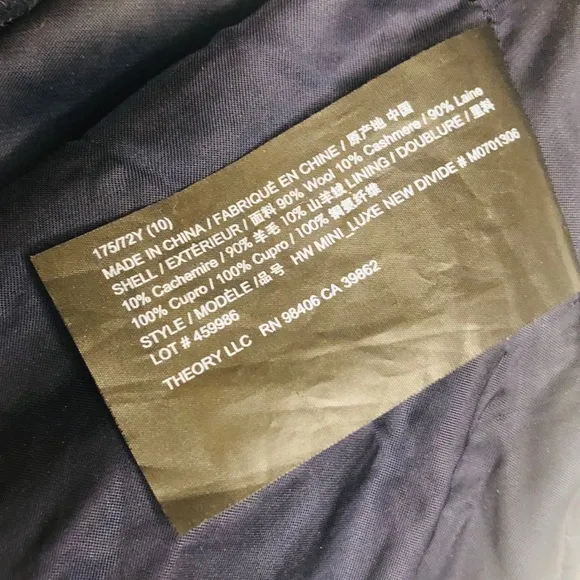 175/72Y (10)
MADE IN CHINA / FABRIQUÉ EN CHINE / 原产地 中国
SHELL / EXTÉRIEUR / 面料 90% Wool 10% Cashmere / 90% Laine
10% Cachemire / 90% 羊毛 10% 山羊绒 LINING / DOUBLURE / 里料
100% Cupro / 100% Cupro / 100% 铜氨纤维
STYLE / MODÈLE /品号 HW MINI_LUXE NEW DIVIDE # M0701306
LOT # 459986
THEORY LLC RN 98406 CA 39862